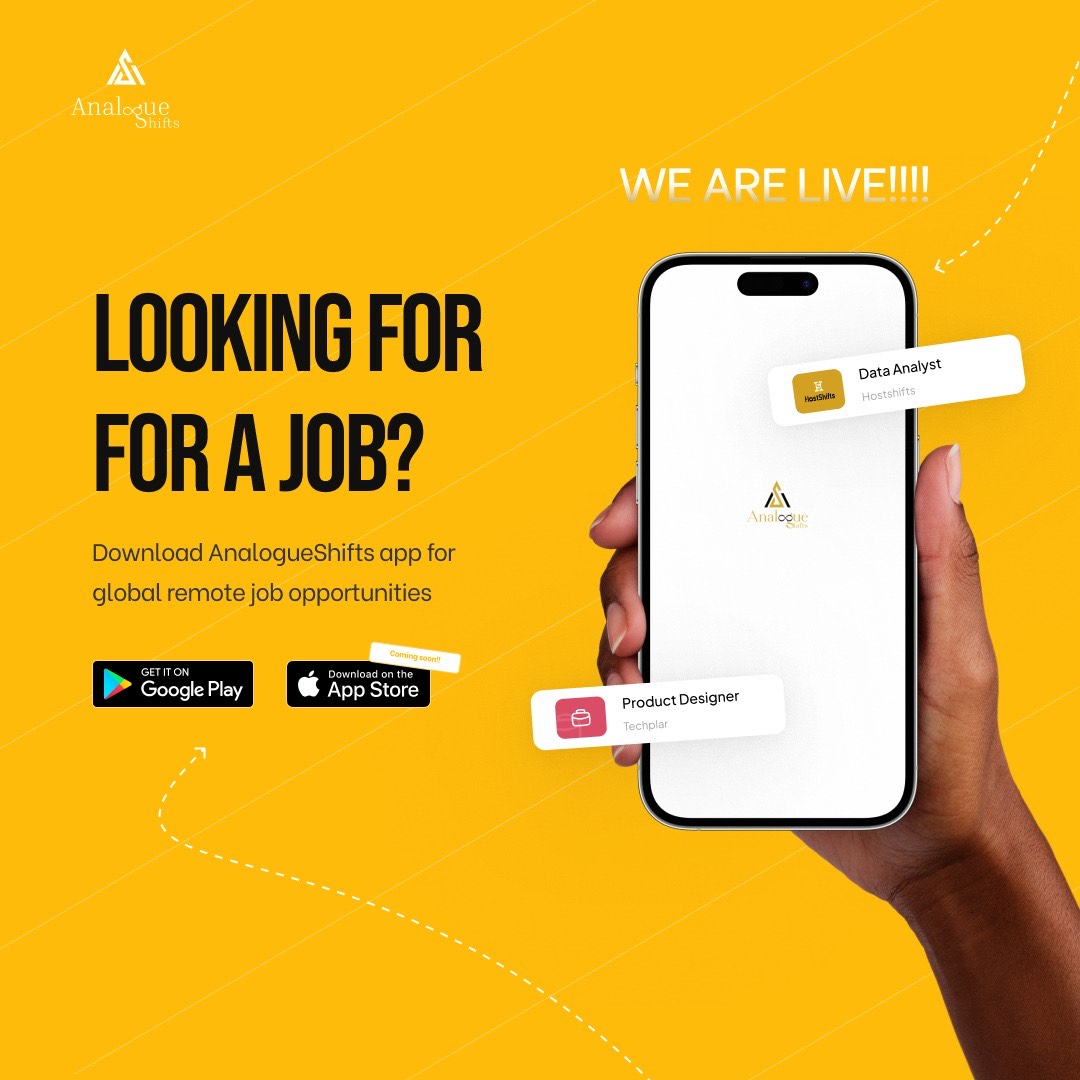 Analogue
Shifts
WE ARE LIVE!!!!
LOOKING FOR
FOR A JOB?
Download AnalogueShifts app for
global remote job opportunities
Coming soon!!
GET IT ON
Google Play
Download on the
App Store
Data Analyst
Hostshifts
HostShifts
Analogue
Shifts
Product Designer
Techplar